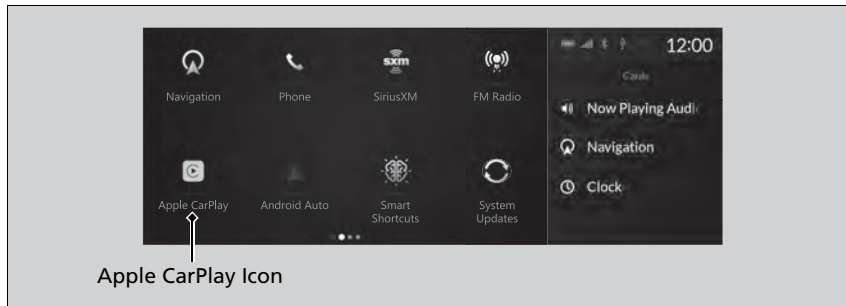 Navigation
Phone
sxm
SiriusXM
FM Radio
12:00
Cards
Now Playing Audi
Navigation
Clock
Apple CarPlay
Android Auto
Smart
Shortcuts
System
Updates
Apple CarPlay Icon